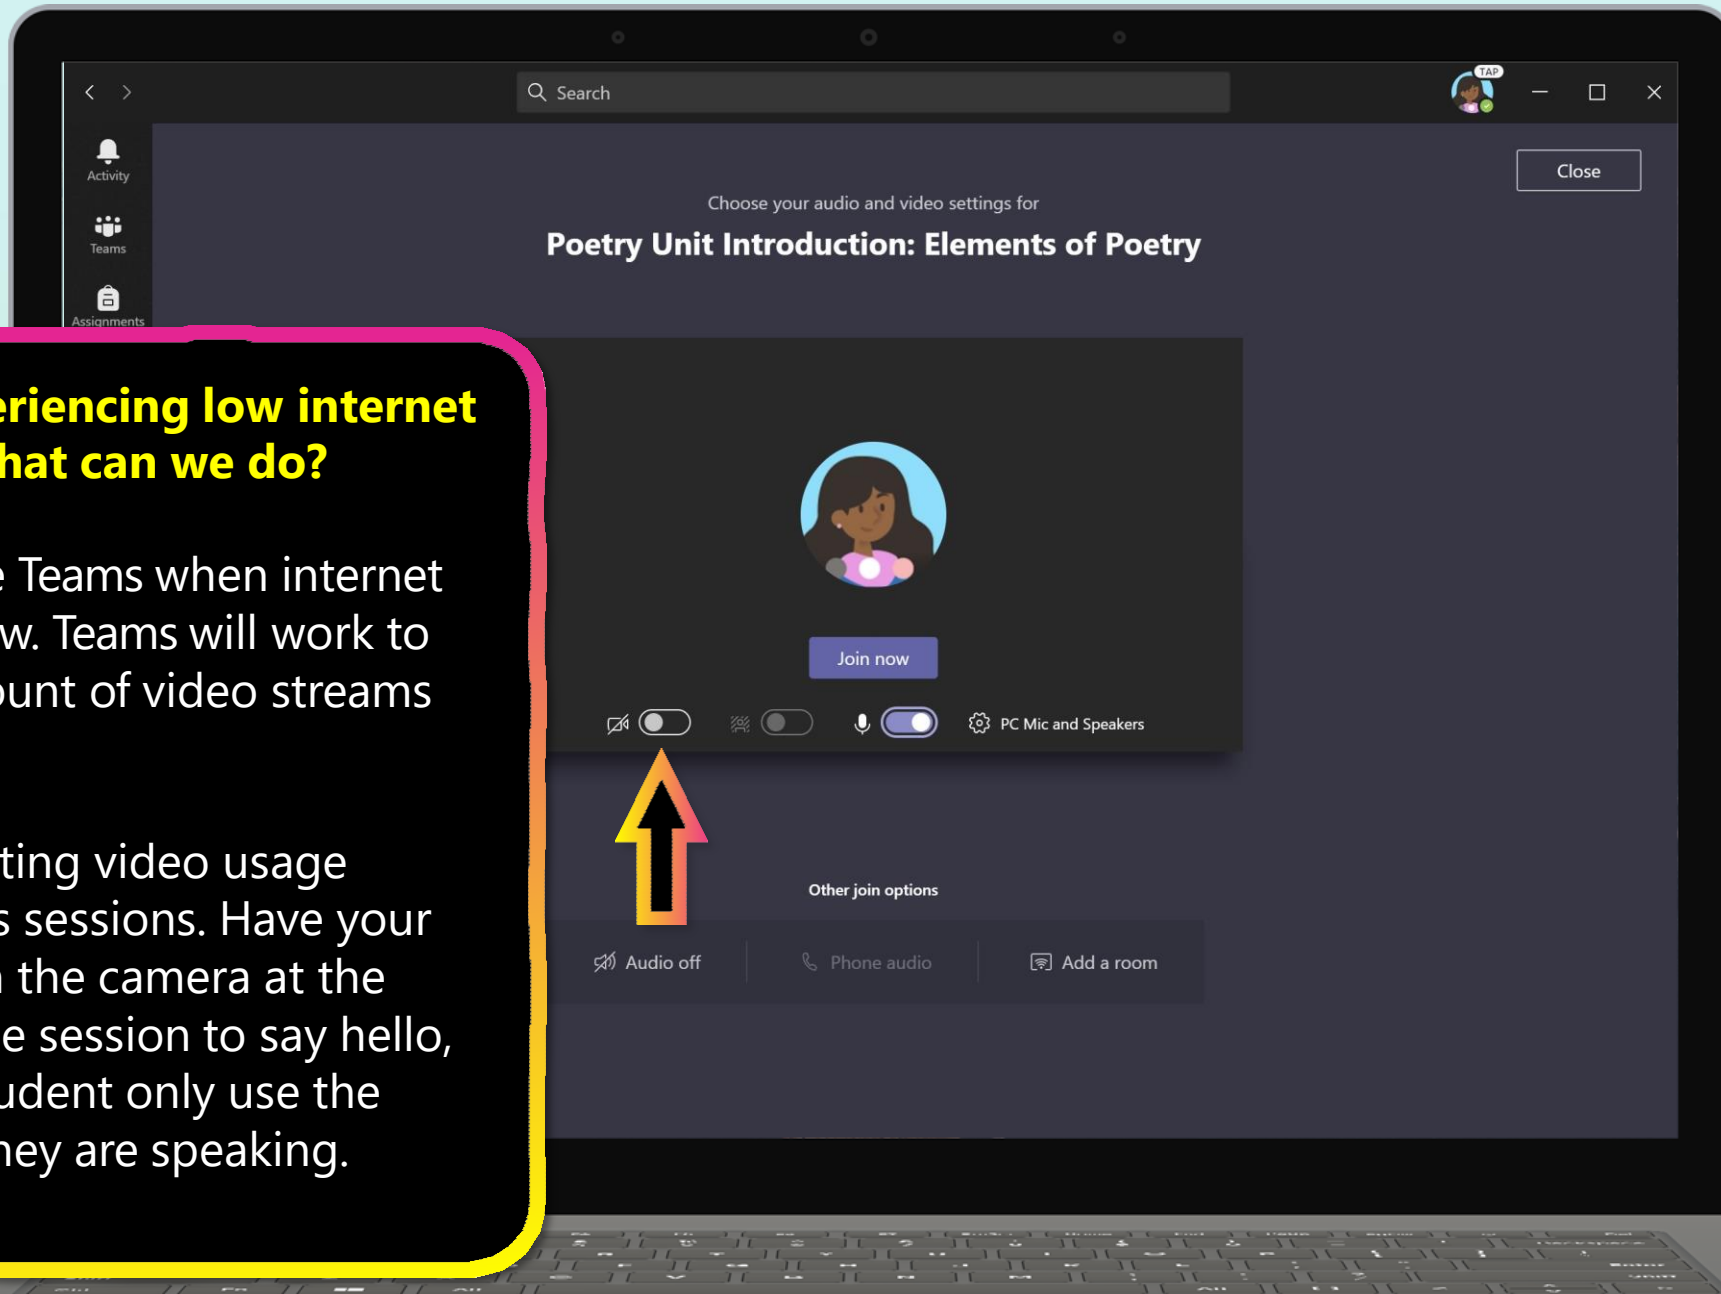 Search
TAP
Activity
Teams
Assignments
Close
Choose your audio and video settings for
Poetry Unit Introduction: Elements of Poetry
eriencing low internet
hat can we do?
e Teams when internet
w. Teams will work to
ount of video streams
ting video usage
s sessions. Have your
the camera at the
e session to say hello,
udent only use the
ney are speaking.
Join now
PC Mic and Speakers
Other join options
Audio off
Phone audio
Add a room